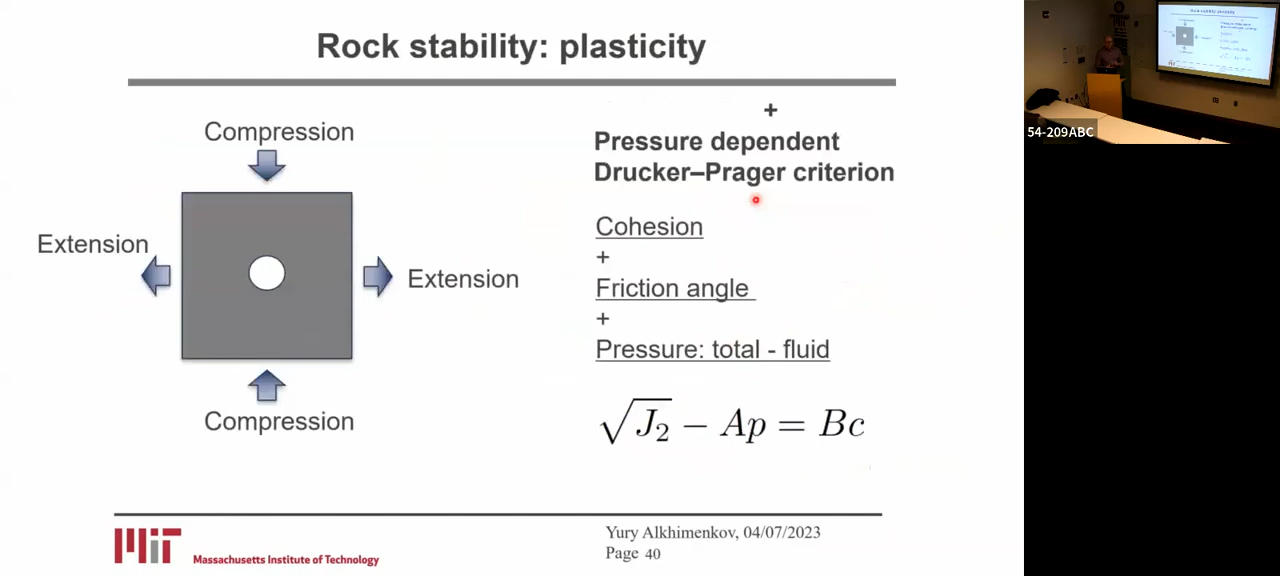 Rock stability: plasticity
Compression
Extension
Extension
Compression
+
Pressure dependent
Drucker–Prager criterion
Cohesion
+
Friction angle
+
Pressure: total - fluid
√J₂ − Ap = Bc
MIT
Massachusetts Institute of Technology
Yury Alkhimenkov, 04/07/2023
Page 40
54-209ABC